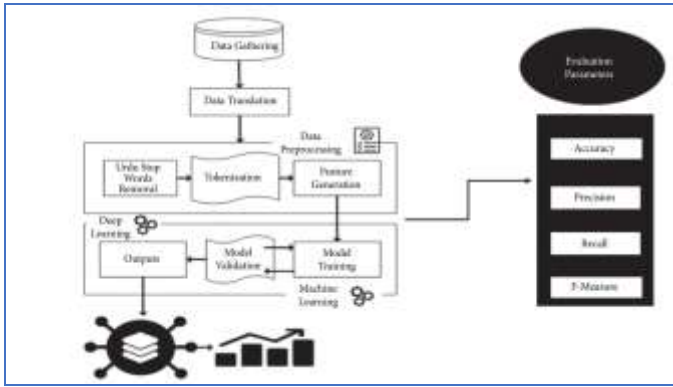 Data Gathering
Data Translation
Data
Preprocessing
Urdu Stop
Words
Removal
Tokenization
Feature
Generation
Deep
Learning
Outputs
Model
Validation
Model
Training
Machine
Learning
Evaluation
Parameters
Accuracy
Precision
Recall
F-Measure